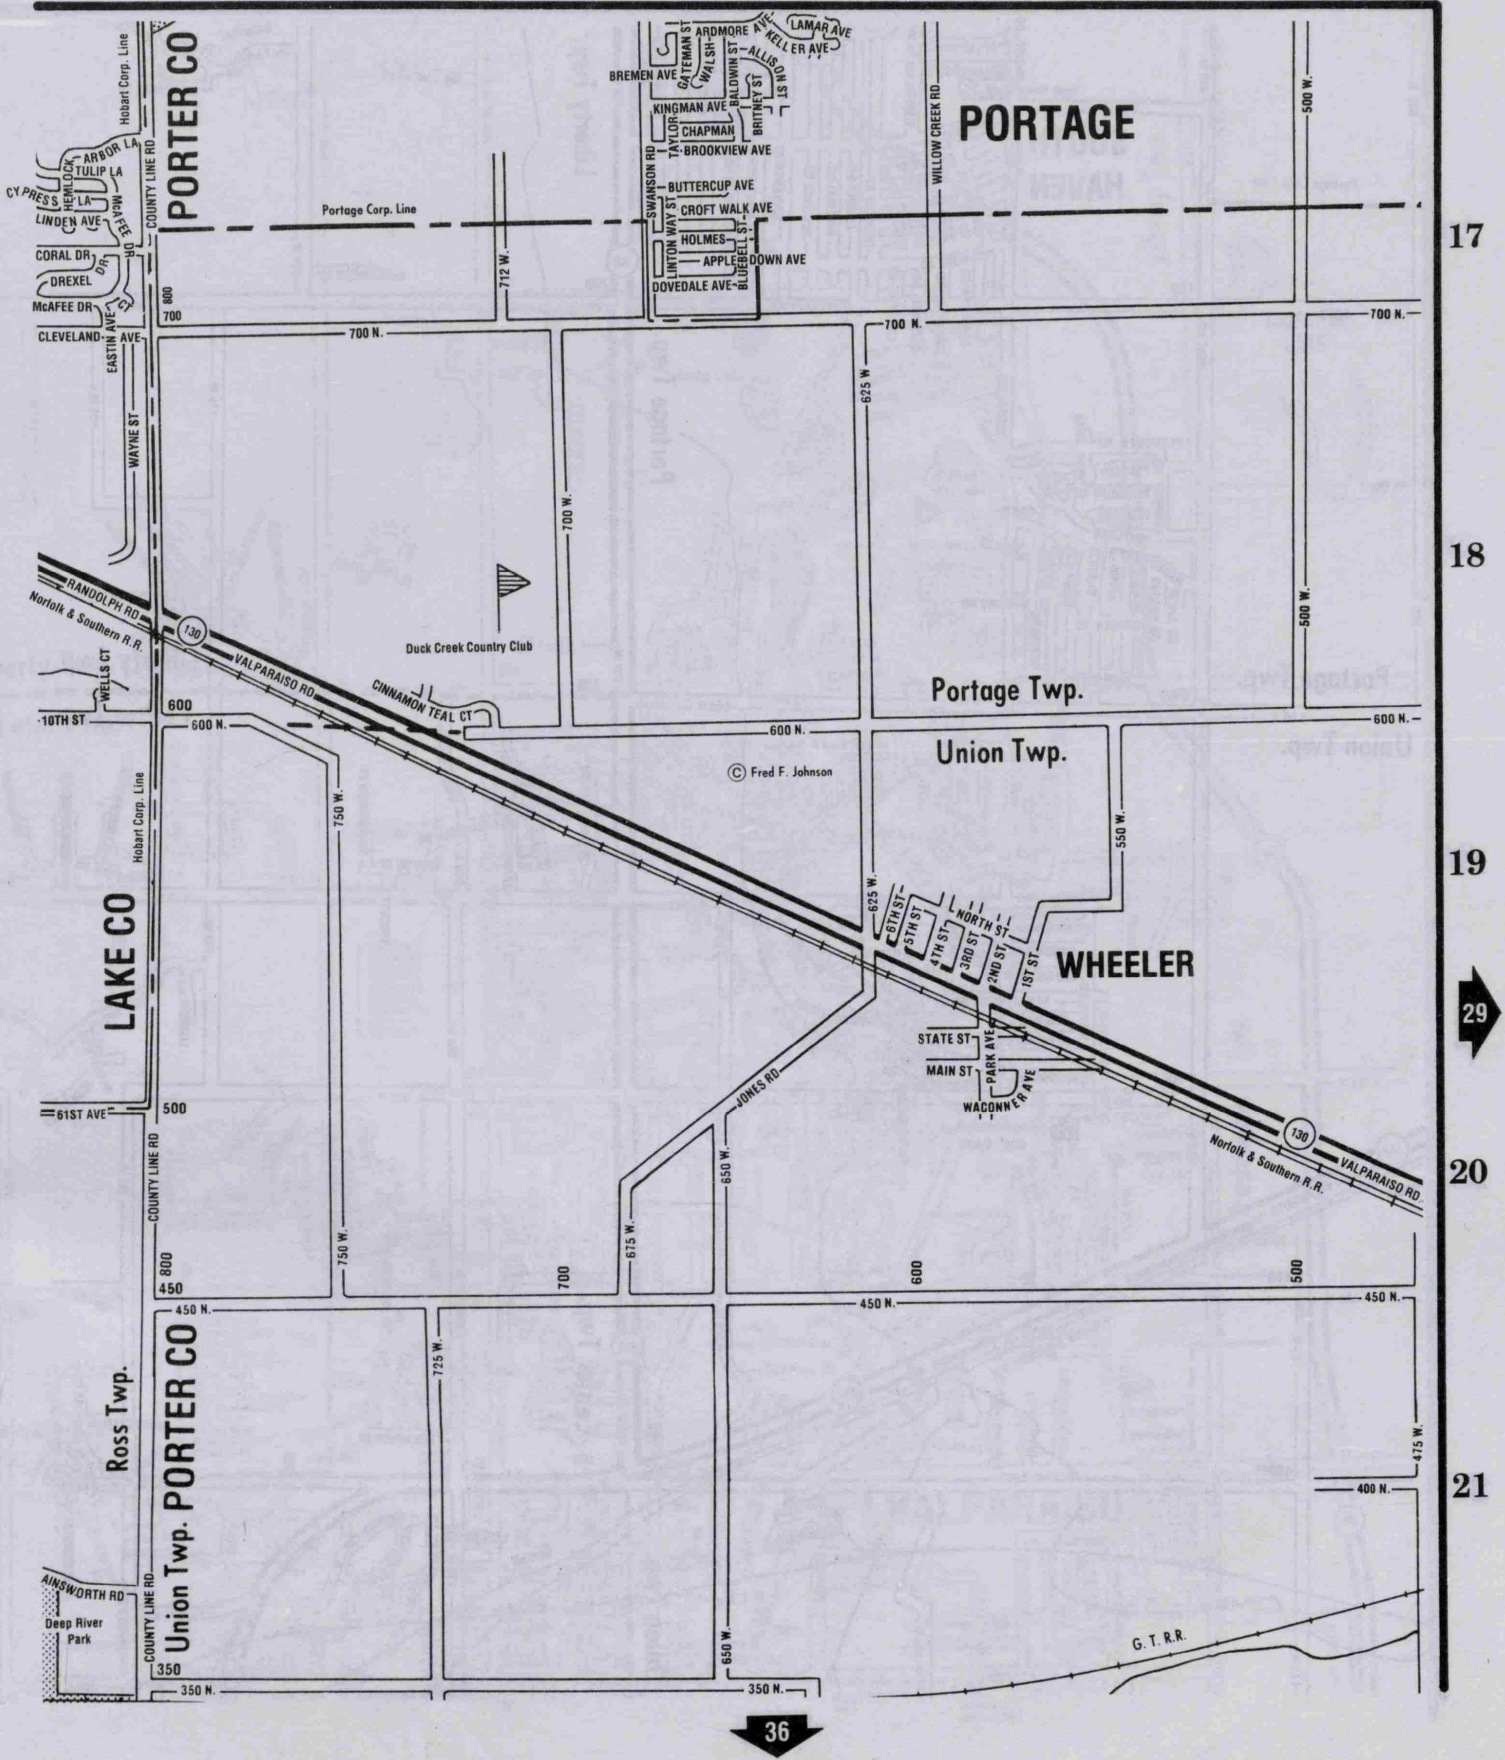 Hobart Corp. Line
PORTER CO
COUNTY LINE RD
ARBOR LA
HEMLOCK
TULIP LA
CYPRESS LA
LINDEN AVE
McAFEE DR
CORAL DR
DREXEL DR
McAFEE DR
CT
CLEVELAND AVE
EASTIN AVE
WAYNE ST
800
700
Portage Corp. Line
712 W.
700 N.
ARDMORE AVE
LAMAR AVE
KELLER AVE
GATEMAN ST
WALSH
BALDWIN ST
ALLISON ST
BREMEN AVE
BRITNEY ST
KINGMAN AVE
TAYLOR
CHAPMAN
BROOKVIEW AVE
SWANSON RD
BUTTERCUP AVE
LINTON WAY ST
CROFT WALK AVE
HOLMES
BLUEBELL ST
APPLE DOWN AVE
DOVEDALE AVE
WILLOW CREEK RD
PORTAGE
500 W.
17
700 N.
700 N.
625 W.
700 W.
18
500 W.
RANDOLPH RD
Norfolk & Southern R.R.
130
VALPARAISO RD
Duck Creek Country Club
CINNAMON TEAL CT
WELLS CT
10TH ST
600
600 N.
600 N.
Portage Twp.
600 N.
Union Twp.
© Fred F. Johnson
Hobart Corp. Line
750 W.
550 W.
19
LAKE CO
625 W.
6TH ST
5TH ST
4TH ST
3RD ST
2ND ST
1ST ST
NORTH ST
WHEELER
29
STATE ST
PARK AVE
MAIN ST
WACONNER AVE
JONES RD
61ST AVE
500
COUNTY LINE RD
130
Norfolk & Southern R.R.
VALPARAISO RD
20
650 W.
675 W.
750 W.
800
450
700
600
500
450 N.
450 N.
450 N.
725 W.
Ross Twp.
Union Twp. PORTER CO
475 W.
400 N.
21
AINSWORTH RD
Deep River
Park
COUNTY LINE RD
350
350 N.
650 W.
350 N.
G. T. R.R.
36